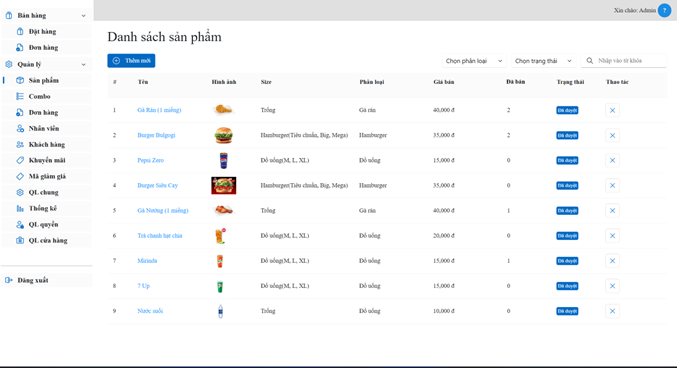 Xin chào: Admin ?
Bán hàng
Đặt hàng
Đơn hàng
Quản lý
Sản phẩm
Combo
Đơn hàng
Nhân viên
Khách hàng
Khuyến mãi
Mã giảm giá
QL chung
Thống kê
QL quyền
QL cửa hàng
Đăng xuất
Danh sách sản phẩm
Thêm mới
Chọn phân loại Chọn trạng thái Nhập vào từ khóa
# Tên Hình ảnh Size Phân loại Giá bán Đã bán Trạng thái Thao tác
1 Gà Rán (1 miếng) Trống Gà rán 40,000 đ 2 Đã duyệt
2 Burger Bulgogi Hamburger(Tiêu chuẩn, Big, Mega) Hamburger 35,000 đ 2 Đã duyệt
3 Pepsi Zero Đồ uống(M, L, XL) Đồ uống 15,000 đ 0 Đã duyệt
4 Burger Siêu Cay Hamburger(Tiêu chuẩn, Big, Mega) Hamburger 35,000 đ 0 Đã duyệt
5 Gà Nướng (1 miếng) Trống Gà rán 40,000 đ 1 Đã duyệt
6 Trà chanh hạt chia Đồ uống(M, L, XL) Đồ uống 20,000 đ 0 Đã duyệt
7 Mirinda Đồ uống(M, L, XL) Đồ uống 15,000 đ 1 Đã duyệt
8 7 Up Đồ uống(M, L, XL) Đồ uống 15,000 đ 0 Đã duyệt
9 Nước suối Trống Đồ uống 10,000 đ 0 Đã duyệt